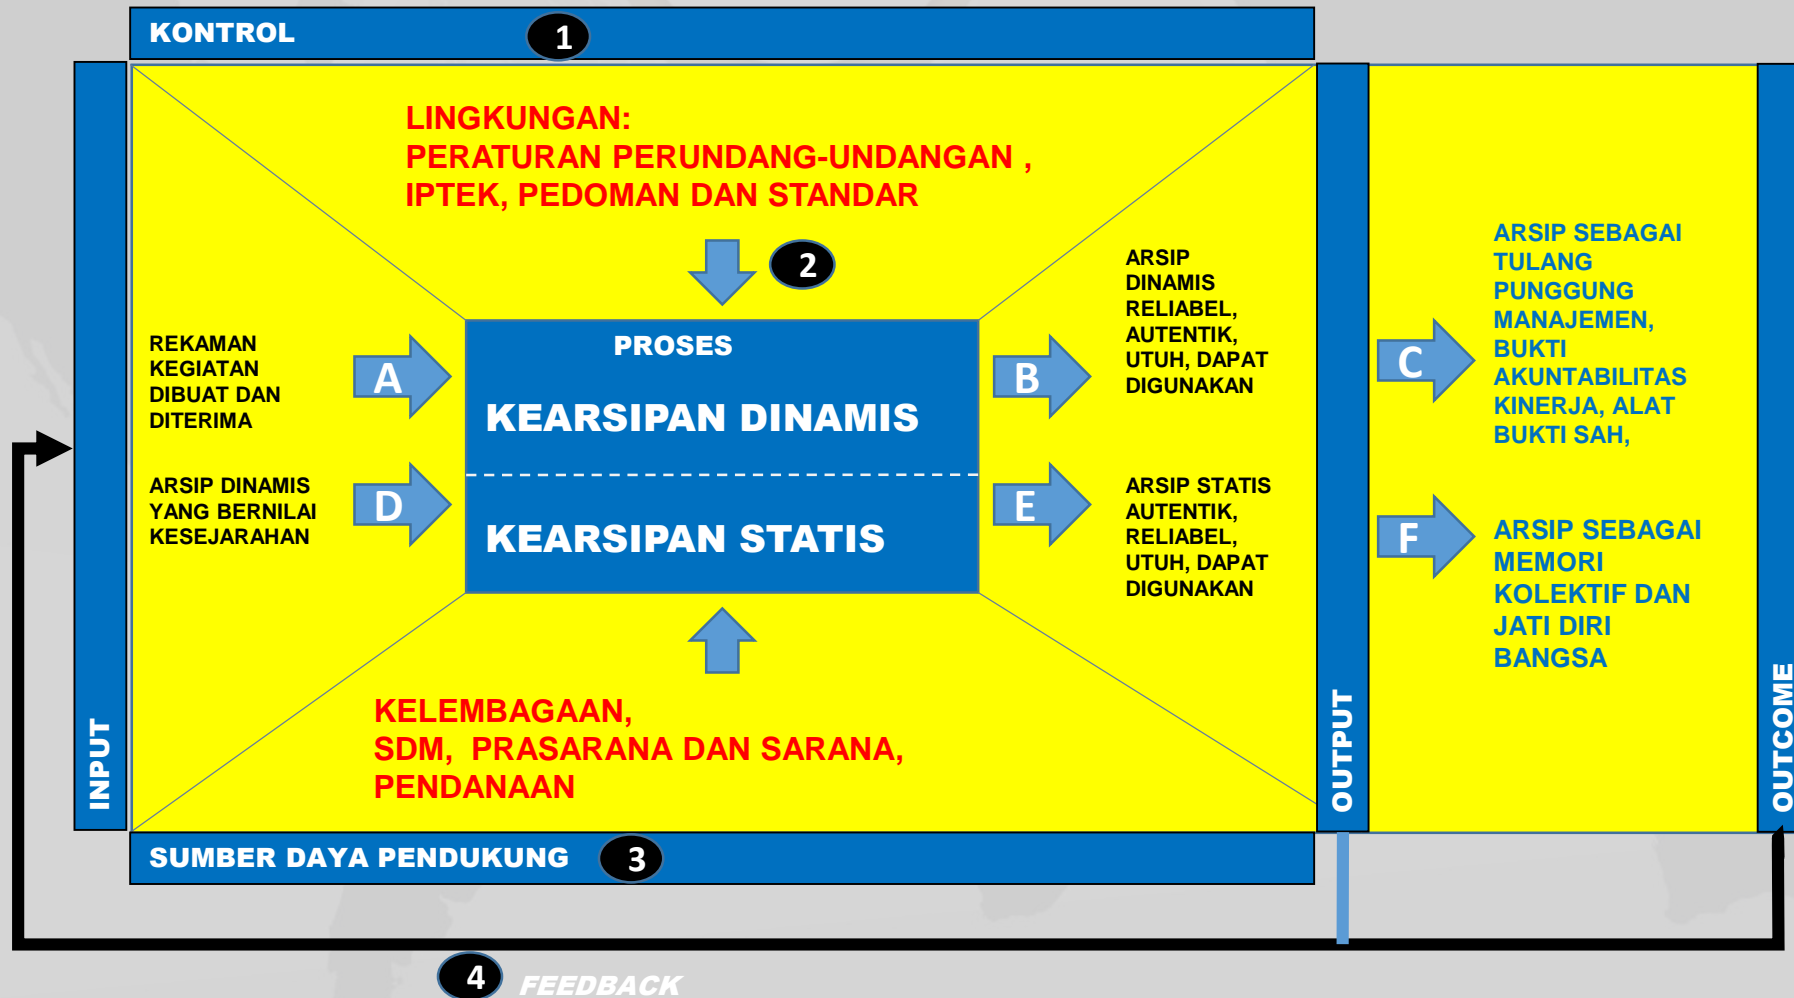 KONTROL
1
LINGKUNGAN:
PERATURAN PERUNDANG-UNDANGAN ,
IPTEK, PEDOMAN DAN STANDAR
2
INPUT
REKAMAN
KEGIATAN
DIBUAT DAN
DITERIMA
A
ARSIP DINAMIS
YANG BERNILAI
KESEJARAHAN
D
PROSES
KEARSIPAN DINAMIS
KEARSIPAN STATIS
B
ARSIP
DINAMIS
RELIABEL,
AUTENTIK,
UTUH, DAPAT
DIGUNAKAN
E
ARSIP STATIS
AUTENTIK,
RELIABEL,
UTUH, DAPAT
DIGUNAKAN
OUTPUT
C
ARSIP SEBAGAI
TULANG
PUNGGUNG
MANAJEMEN,
BUKTI
AKUNTABILITAS
KINERJA, ALAT
BUKTI SAH,
F
ARSIP SEBAGAI
MEMORI
KOLEKTIF DAN
JATI DIRI
BANGSA
OUTCOME
KELEMBAGAAN,
SDM, PRASARANA DAN SARANA,
PENDANAAN
SUMBER DAYA PENDUKUNG
3
4
FEEDBACK